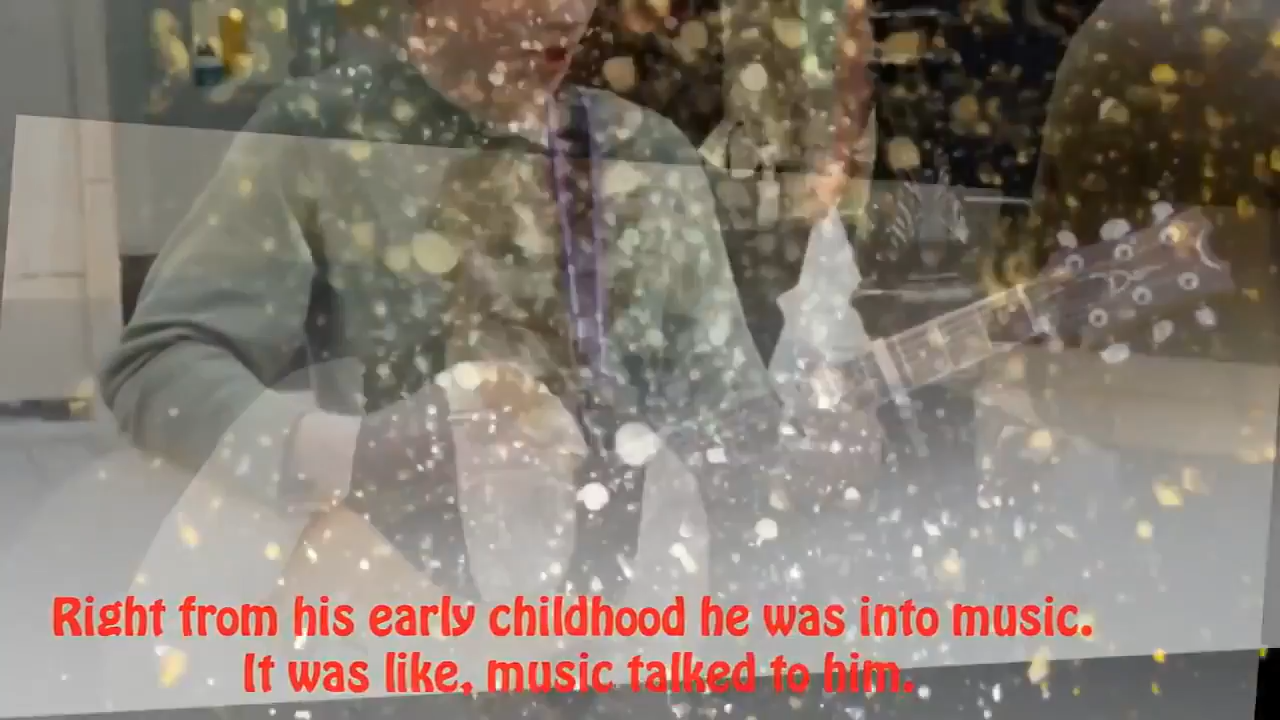 Right from his early childhood he was into music.
It was like, music talked to him.